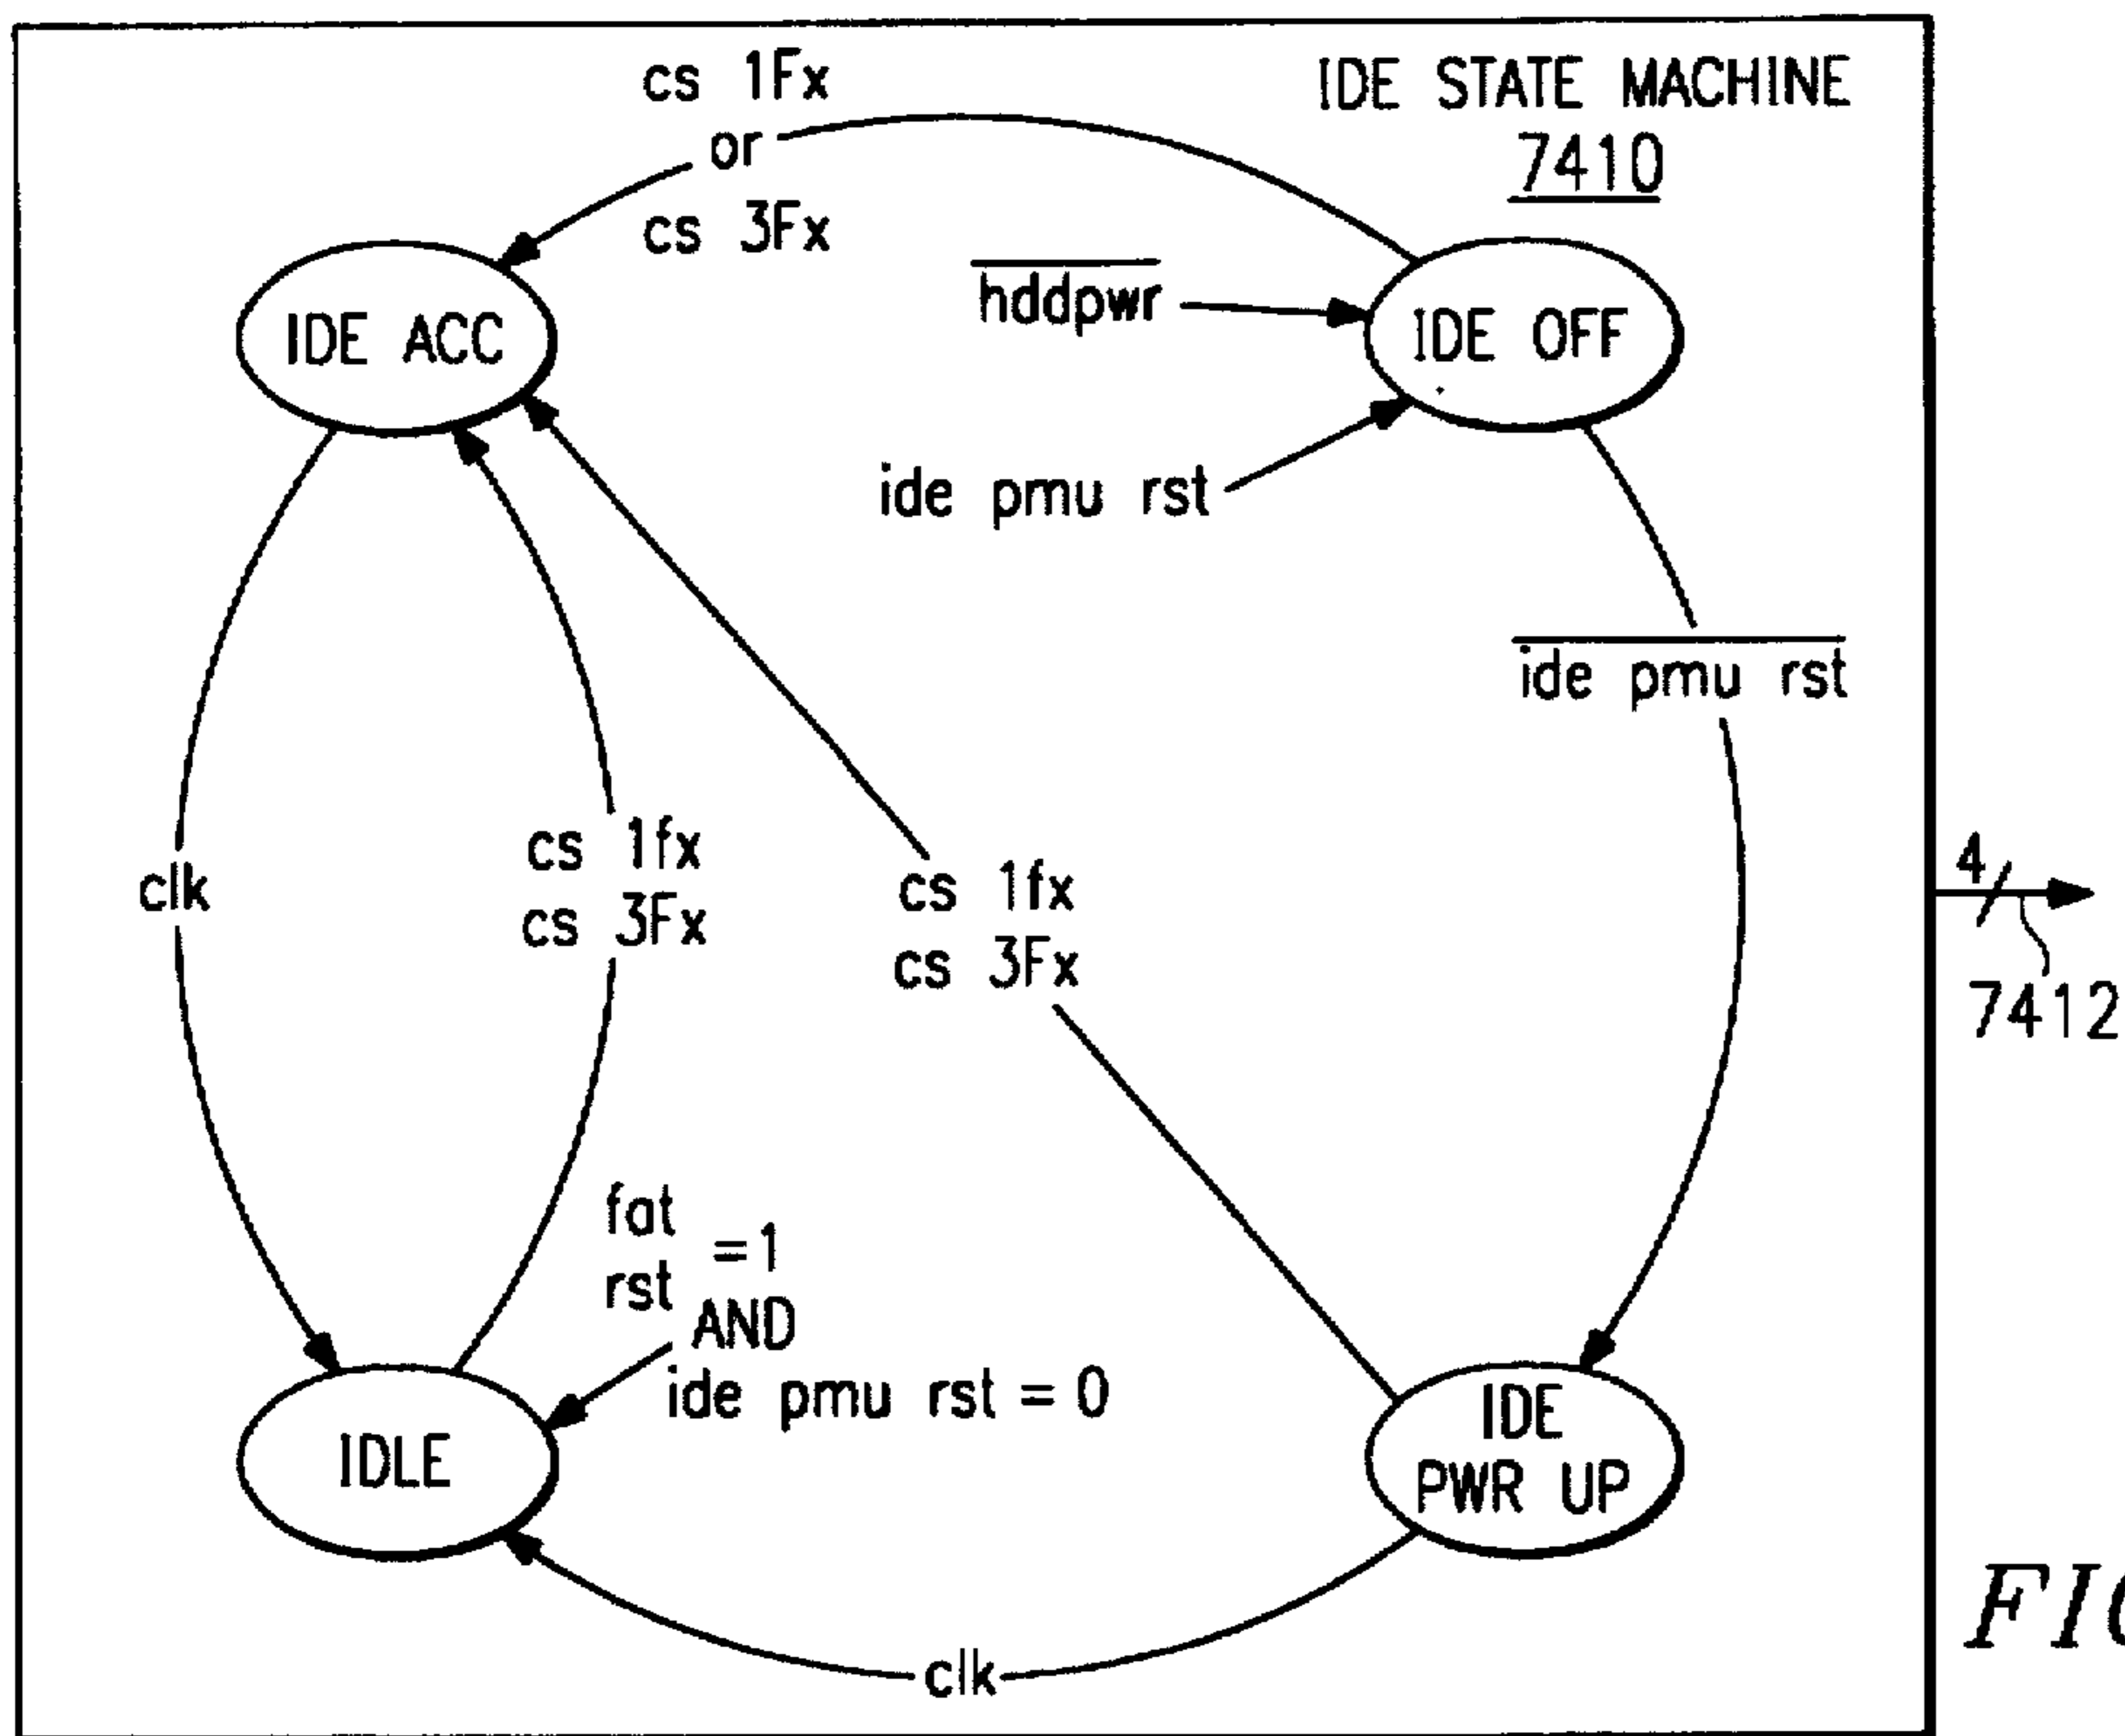 cs 1Fx
or
cs 3Fx
IDE STATE MACHINE
7410
hddpwr
IDE ACC
IDE OFF
ide pmu rst
ide pmu rst
clk
cs 1fx
cs 3Fx
cs 1fx
cs 3Fx
4
7412
fat
rst
=1
AND
ide pmu rst = 0
IDLE
IDE
PWR UP
clk